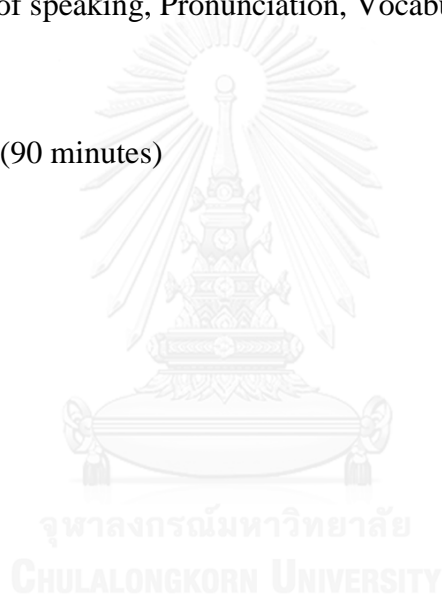 of speaking, Pronunciation,
(90 minutes)
จุฬาลงกรณ์มหาวิทยาลัย
CHULALONGKORN UNIVERSITY